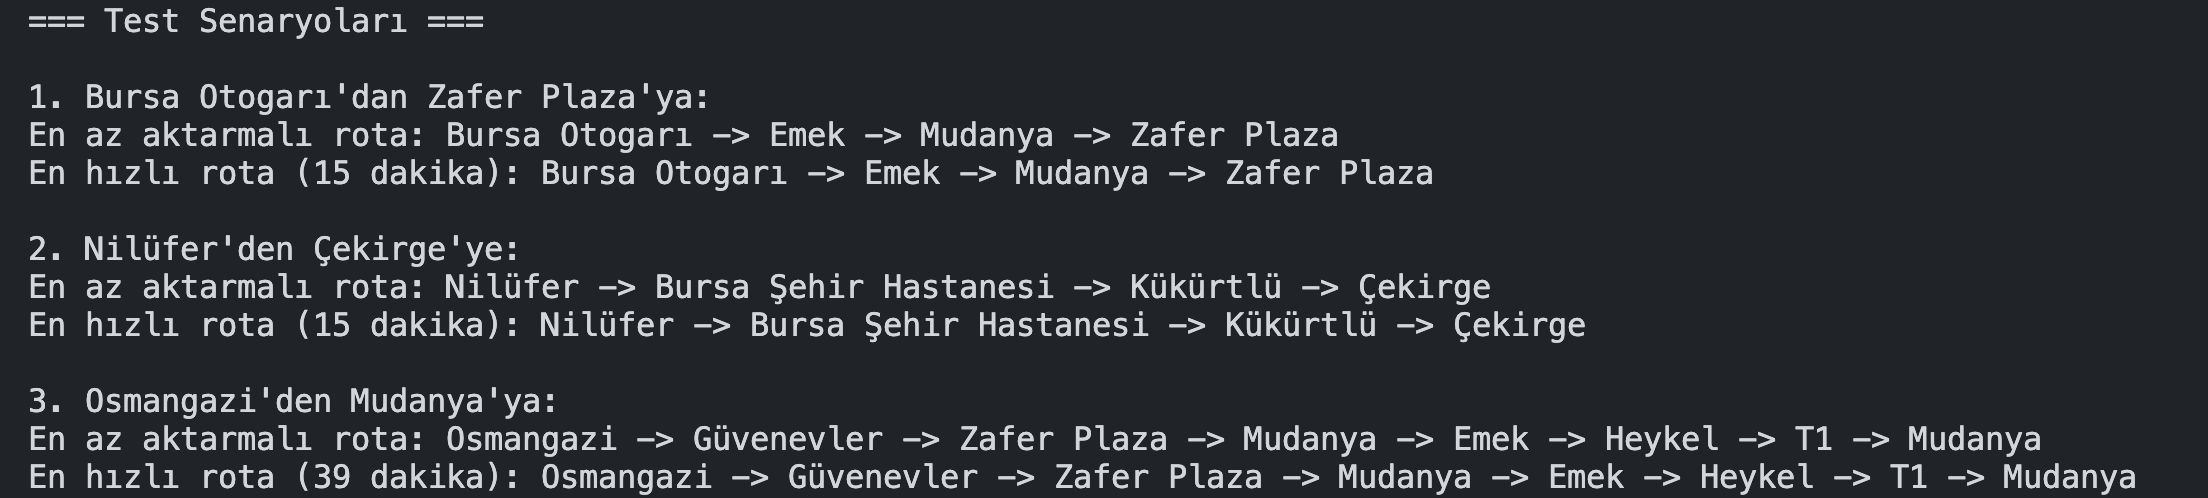 === Test Senaryoları ===
1. Bursa Otogarı'dan Zafer Plaza'ya:
En az aktarmalı rota: Bursa Otogarı -> Emek -> Mudanya -> Zafer Plaza
En hızlı rota (15 dakika): Bursa Otogarı -> Emek -> Mudanya -> Zafer Plaza
2. Nilüfer'den Çekirge'ye:
En az aktarmalı rota: Nilüfer -> Bursa Şehir Hastanesi -> Kükürtlü -> Çekirge
En hızlı rota (15 dakika): Nilüfer -> Bursa Şehir Hastanesi -> Kükürtlü -> Çekirge
3. Osmangazi'den Mudanya'ya:
En az aktarmalı rota: Osmangazi -> Güvenevler -> Zafer Plaza -> Mudanya -> Emek -> Heykel -> T1 -> Mudanya
En hızlı rota (39 dakika): Osmangazi -> Güvenevler -> Zafer Plaza -> Mudanya -> Emek -> Heykel -> T1 -> Mudanya